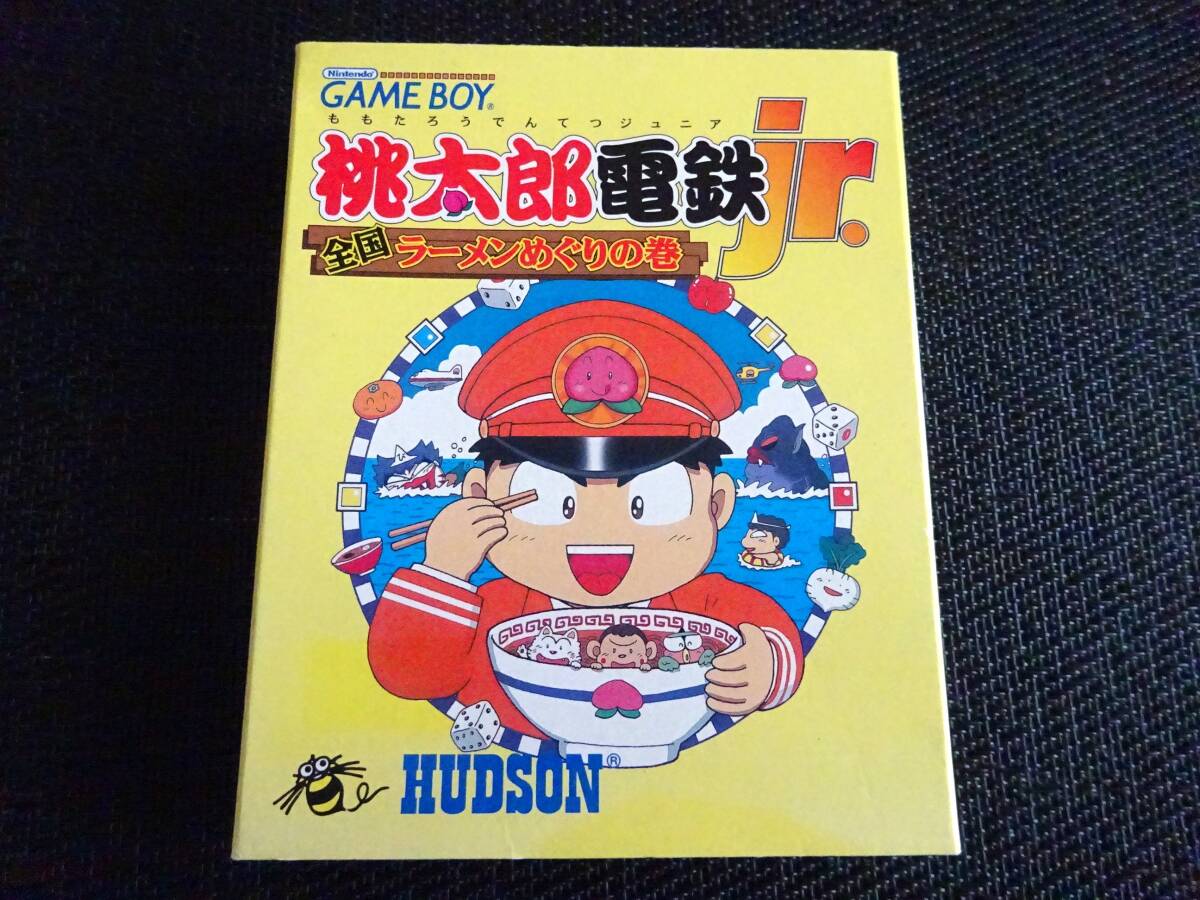 Nintendo
GAME BOY®
ももたろうでんてつジュニア
桃太郎電鉄jr.
全国ラーメンめぐりの巻
HUDSON®